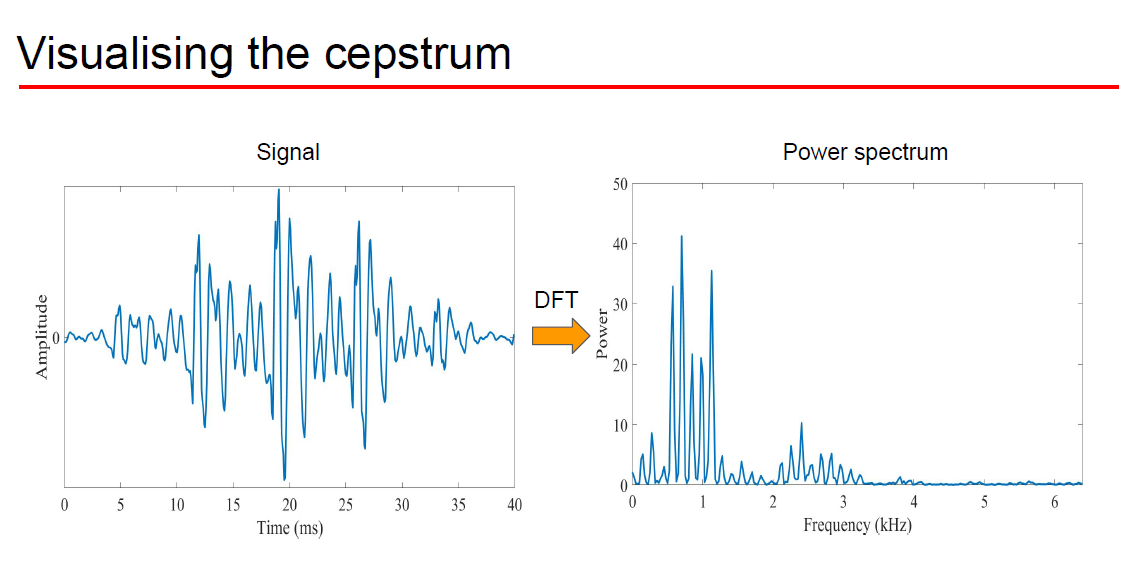 Visualising the cepstrum
Signal
Amplitude
0
0 5 10 15 20 25 30 35 40
Time (ms)
DFT
Power spectrum
Power
50
40
30
20
10
0
0 1 2 3 4 5 6
Frequency (kHz)